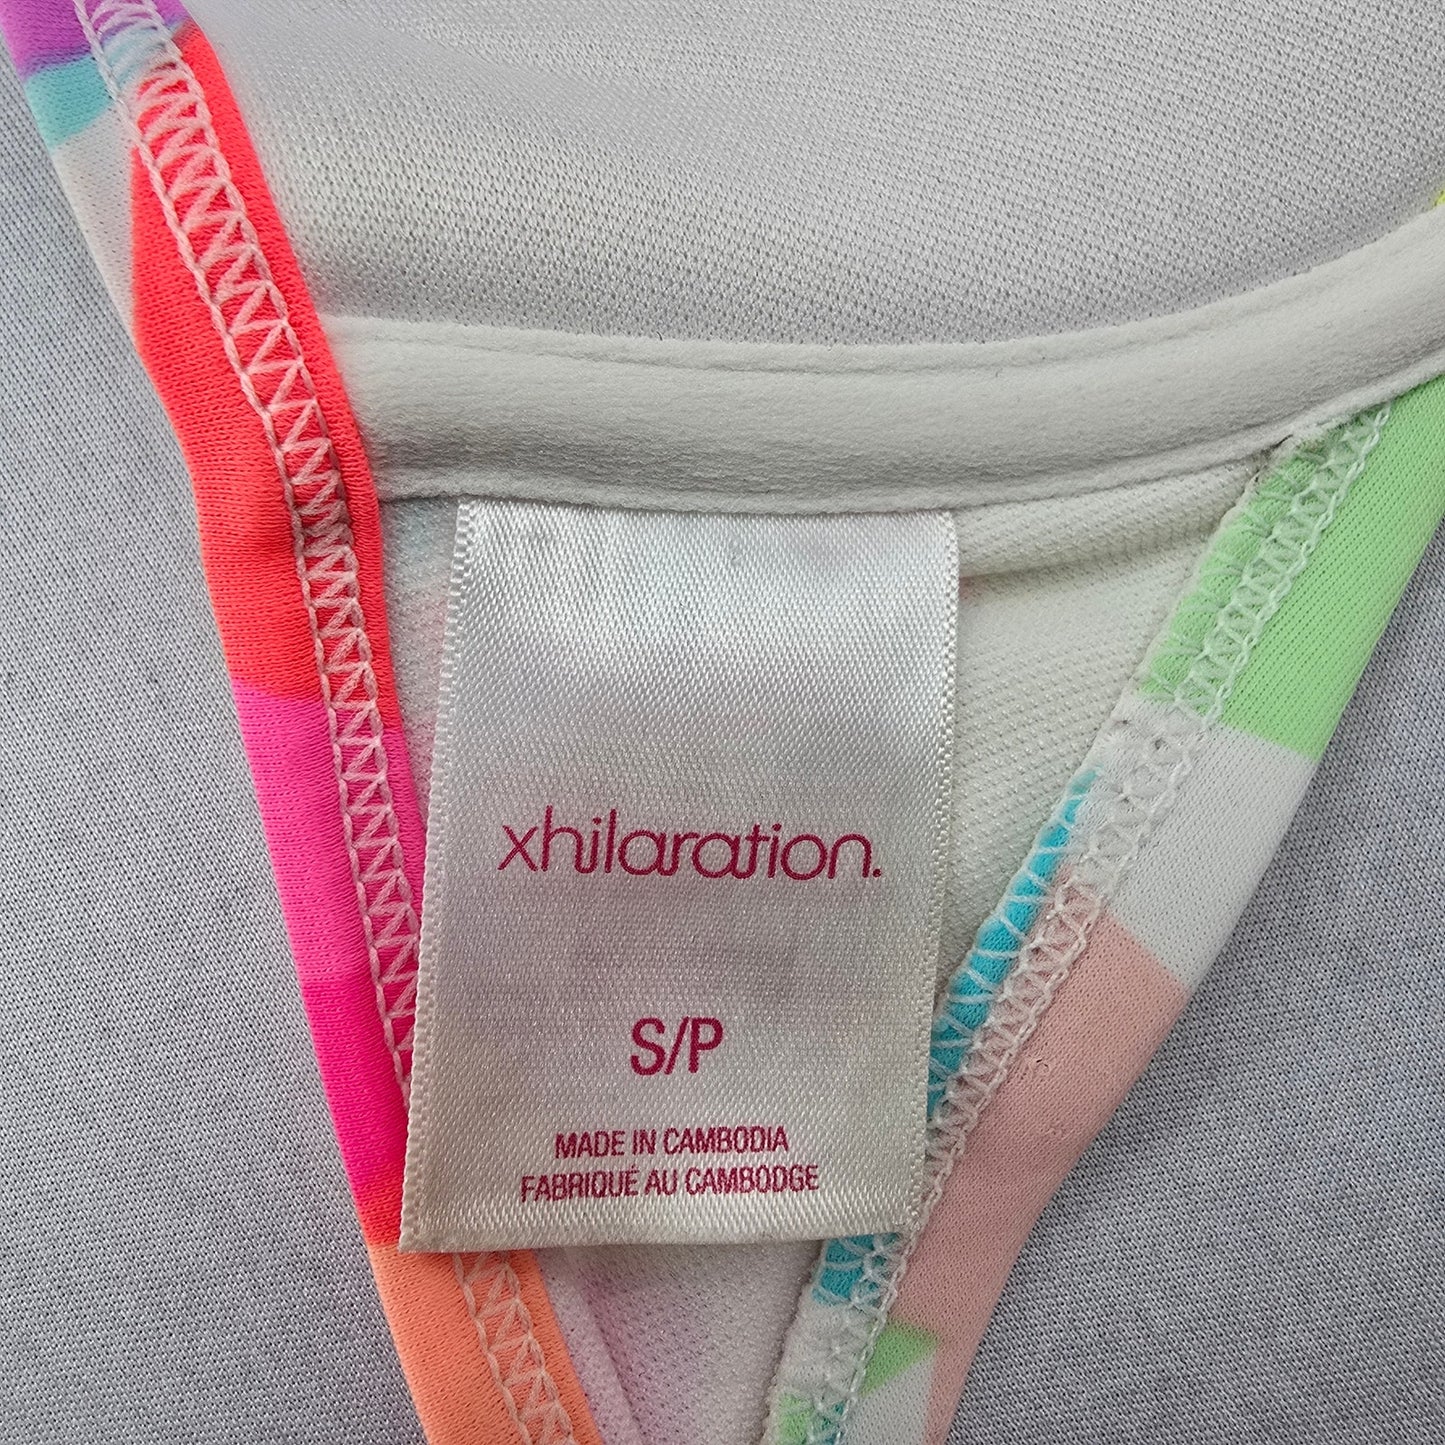 xhilaration.
S/P
MADE IN CAMBODIA
FABRIQUÉ AU CAMBODGE